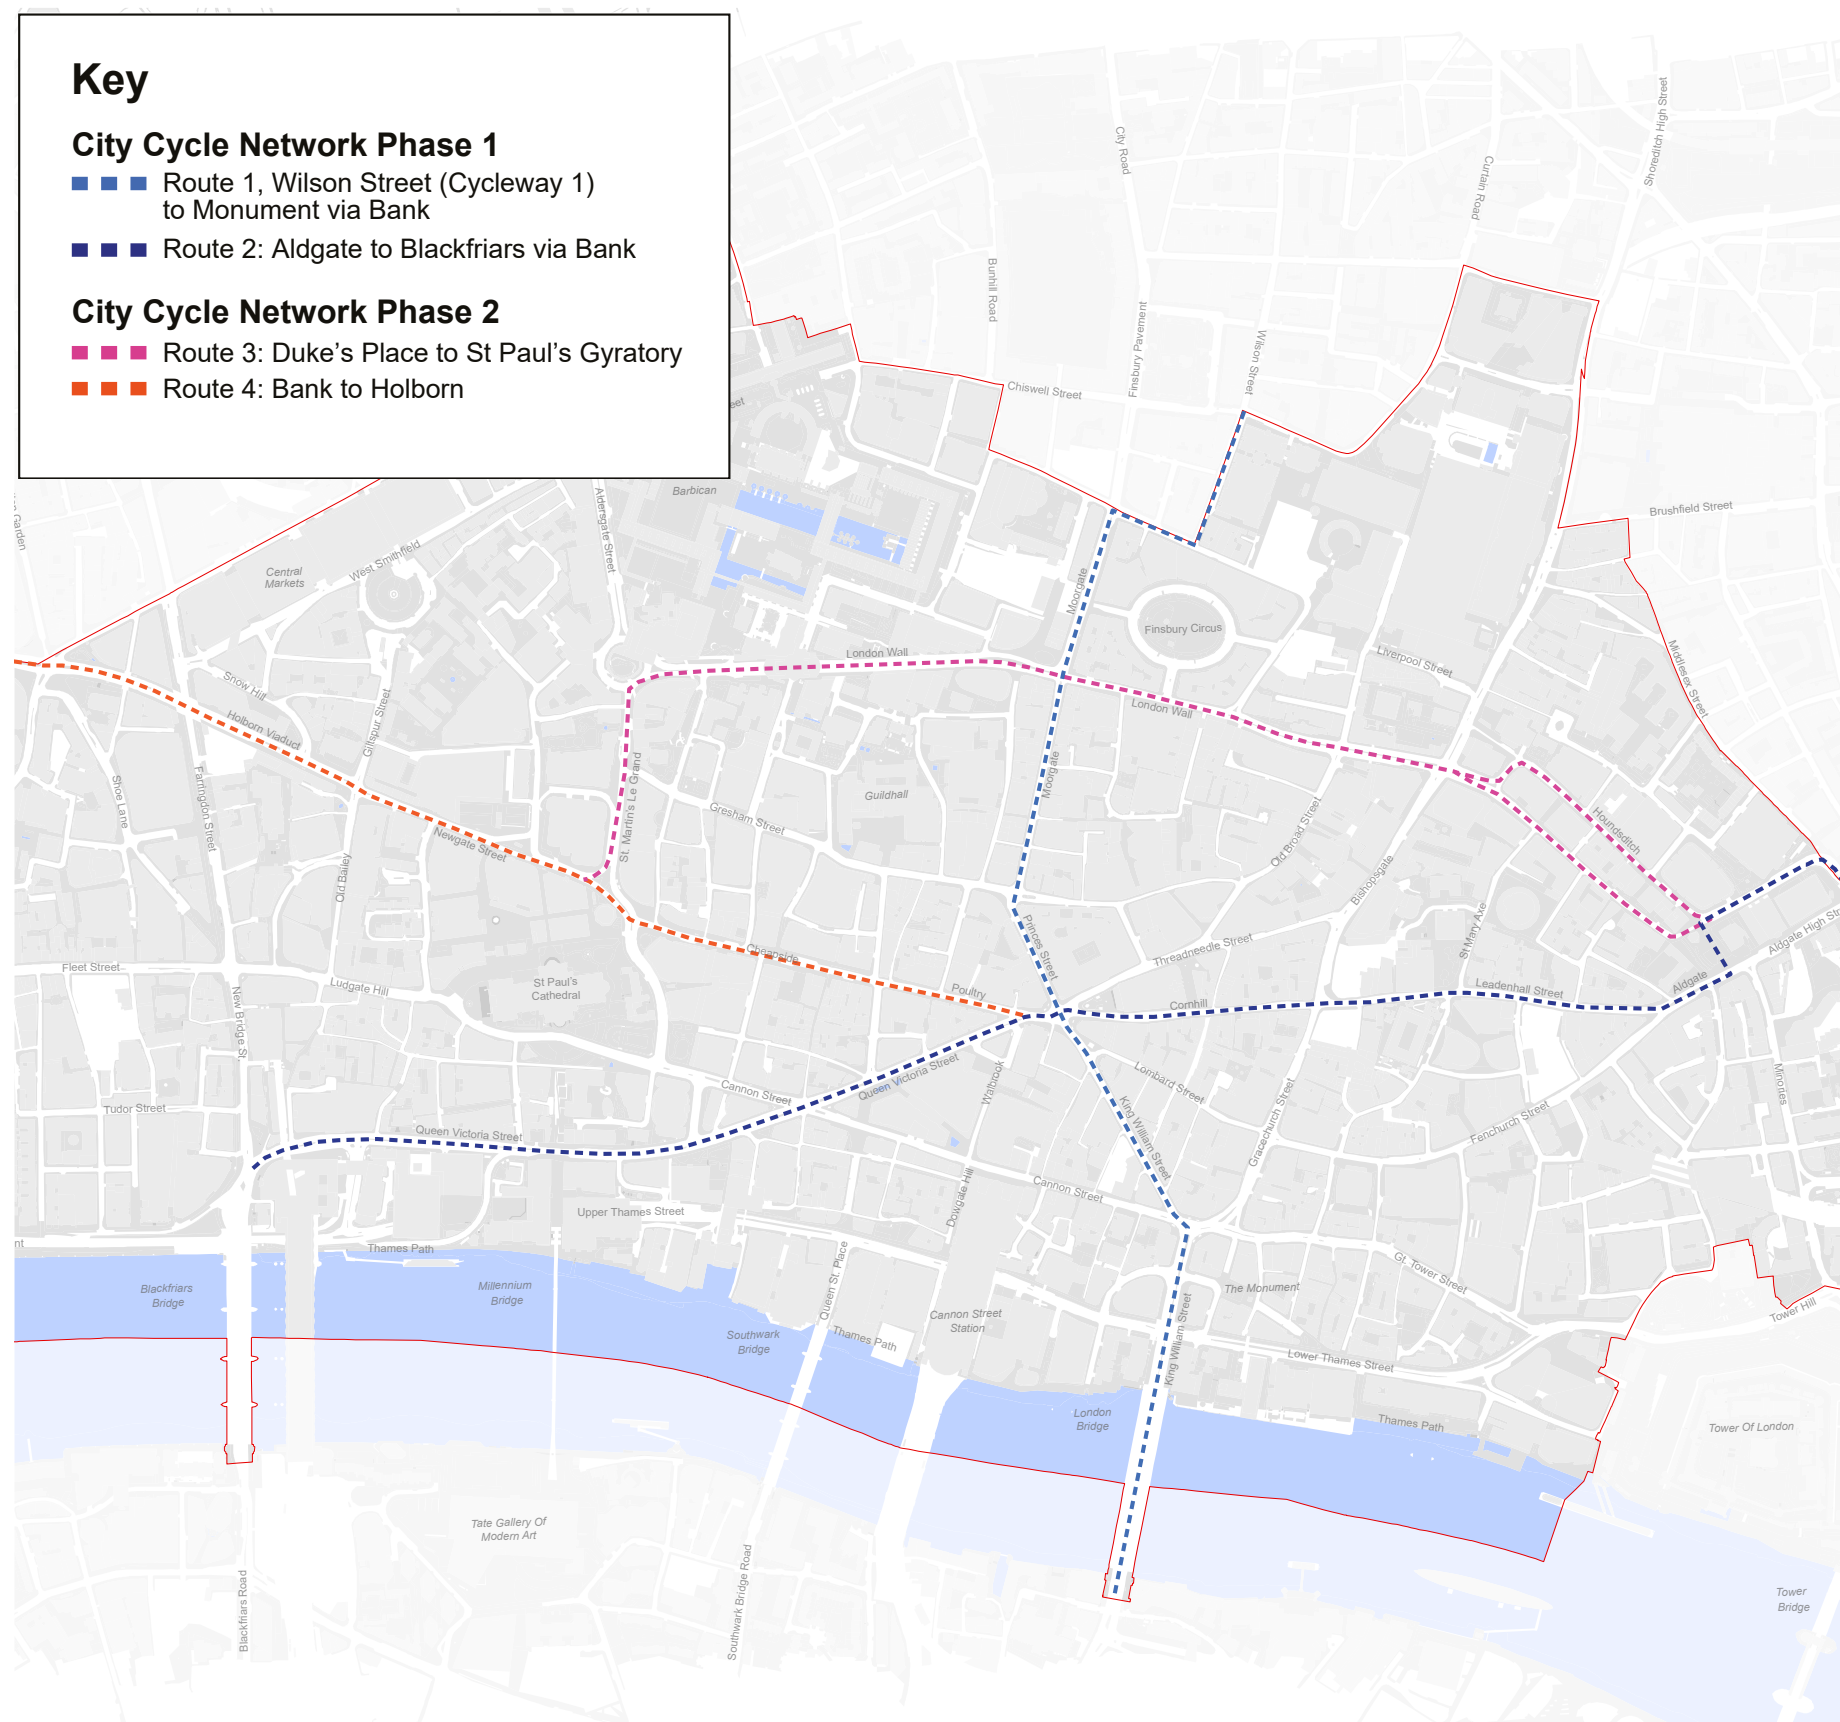 Key
City Cycle Network Phase 1
Route 1, Wilson Street (Cycleway 1)
to Monument via Bank
Route 2: Aldgate to Blackfriars via Bank
City Cycle Network Phase 2
Route 3: Duke's Place to St Paul's Gyratory
Route 4: Bank to Holborn
City Road
Shoreditch High Street
Curtain Road
Bunhill Road
Finsbury Pavement
Wilson Street
Chiswell Street
eet
Barbican
Aldersgate Street
Brushfield Street
Garden
Central
Markets
West Smithfield
Moorgate
Finsbury Circus
London Wall
Liverpool Street
Middlesex Street
Snow Hill
Holborn Viaduct
Giltspur Street
London Wall
Shoe Lane
Farringdon Street
St. Martin's Le Grand
Moorgate
Guildhall
Gresham Street
Old Broad Street
Houndsditch
Newgate Street
Old Bailey
Bishopsgate
St Mary Axe
Princes Street
Threadneedle Street
Aldgate High Str
Cheapside
Fleet Street
Ludgate Hill
St Paul's
Cathedral
Poultry
Cornhill
Leadenhall Street
Aldgate
New Bridge St.
Queen Victoria Street
Walbrook
Lombard Street
Cannon Street
Minories
Tudor Street
Queen Victoria Street
King William Street
Gracechurch Street
Fenchurch Street
Cannon Street
Dowgate Hill
Upper Thames Street
nt
Thames Path
Queen St. Place
Gt. Tower Street
Blackfriars
Bridge
Millennium
Bridge
The Monument
Cannon Street
Station
Tower Hill
Southwark
Bridge
Thames Path
King William Street
Lower Thames Street
London
Bridge
Thames Path
Tower Of London
Tate Gallery Of
Modern Art
Blackfriars Road
Southwark Bridge Road
Tower
Bridge